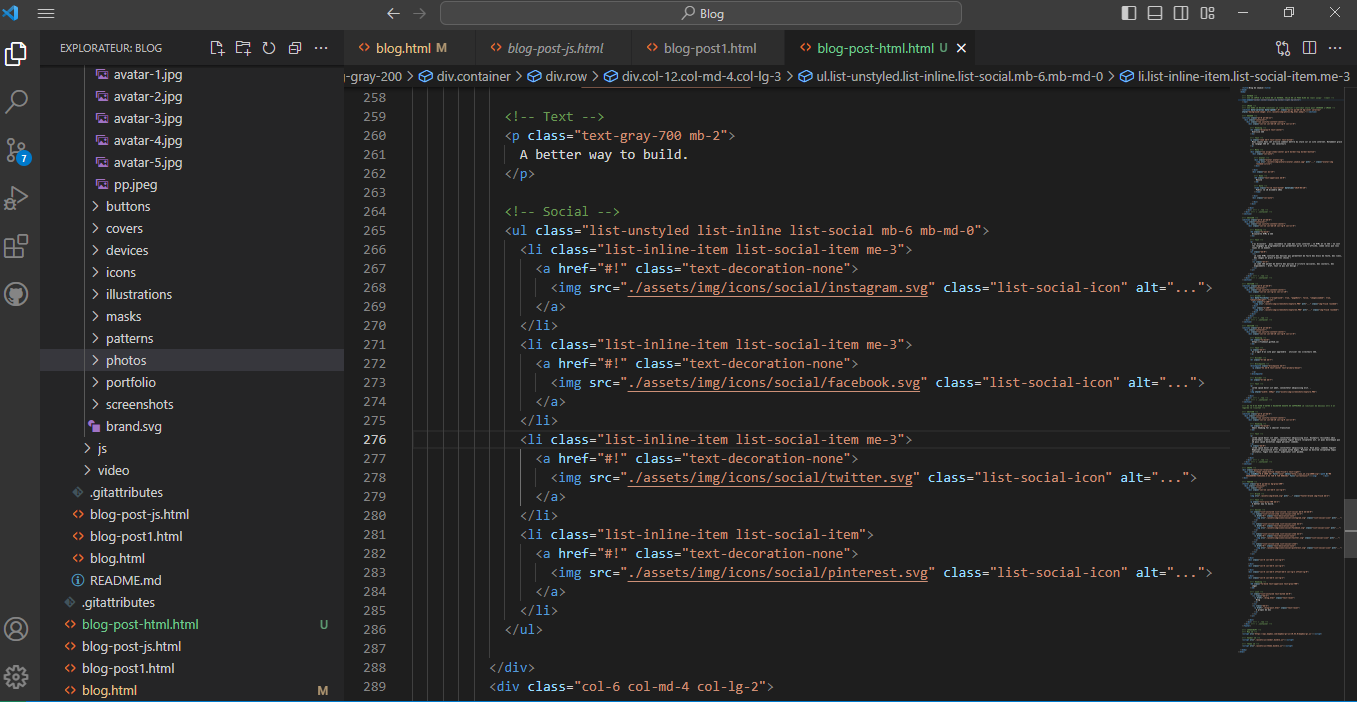 Blog
EXPLORATEUR: BLOG
avatar-1.jpg
avatar-2.jpg
avatar-3.jpg
avatar-4.jpg
avatar-5.jpg
pp.jpeg
buttons
covers
devices
icons
illustrations
masks
patterns
photos
portfolio
screenshots
brand.svg
js
video
.gitattributes
blog-post-js.html
blog-post1.html
blog.html
README.md
.gitattributes
blog-post-html.html U
blog-post-js.html
blog-post1.html
blog.html M
7
blog.html M
blog-post-js.html
blog-post1.html
blog-post-html.html U
g-gray-200 > div.container > div.row > div.col-12.col-md-4.col-lg-3 > ul.list-unstyled.list-inline.list-social.mb-6.mb-md-0 > li.list-inline-item.list-social-item.me-3
258
259 <!-- Text -->
260 <p class="text-gray-700 mb-2">
261 A better way to build.
262 </p>
263
264 <!-- Social -->
265 <ul class="list-unstyled list-inline list-social mb-6 mb-md-0">
266 <li class="list-inline-item list-social-item me-3">
267 <a href="#!" class="text-decoration-none">
268 <img src="./assets/img/icons/social/instagram.svg" class="list-social-icon" alt="...">
269 </a>
270 </li>
271 <li class="list-inline-item list-social-item me-3">
272 <a href="#!" class="text-decoration-none">
273 <img src="./assets/img/icons/social/facebook.svg" class="list-social-icon" alt="...">
274 </a>
275 </li>
276 <li class="list-inline-item list-social-item me-3">
277 <a href="#!" class="text-decoration-none">
278 <img src="./assets/img/icons/social/twitter.svg" class="list-social-icon" alt="...">
279 </a>
280 </li>
281 <li class="list-inline-item list-social-item">
282 <a href="#!" class="text-decoration-none">
283 <img src="./assets/img/icons/social/pinterest.svg" class="list-social-icon" alt="...">
284 </a>
285 </li>
286 </ul>
287
288 </div>
289 <div class="col-6 col-md-4 col-lg-2">